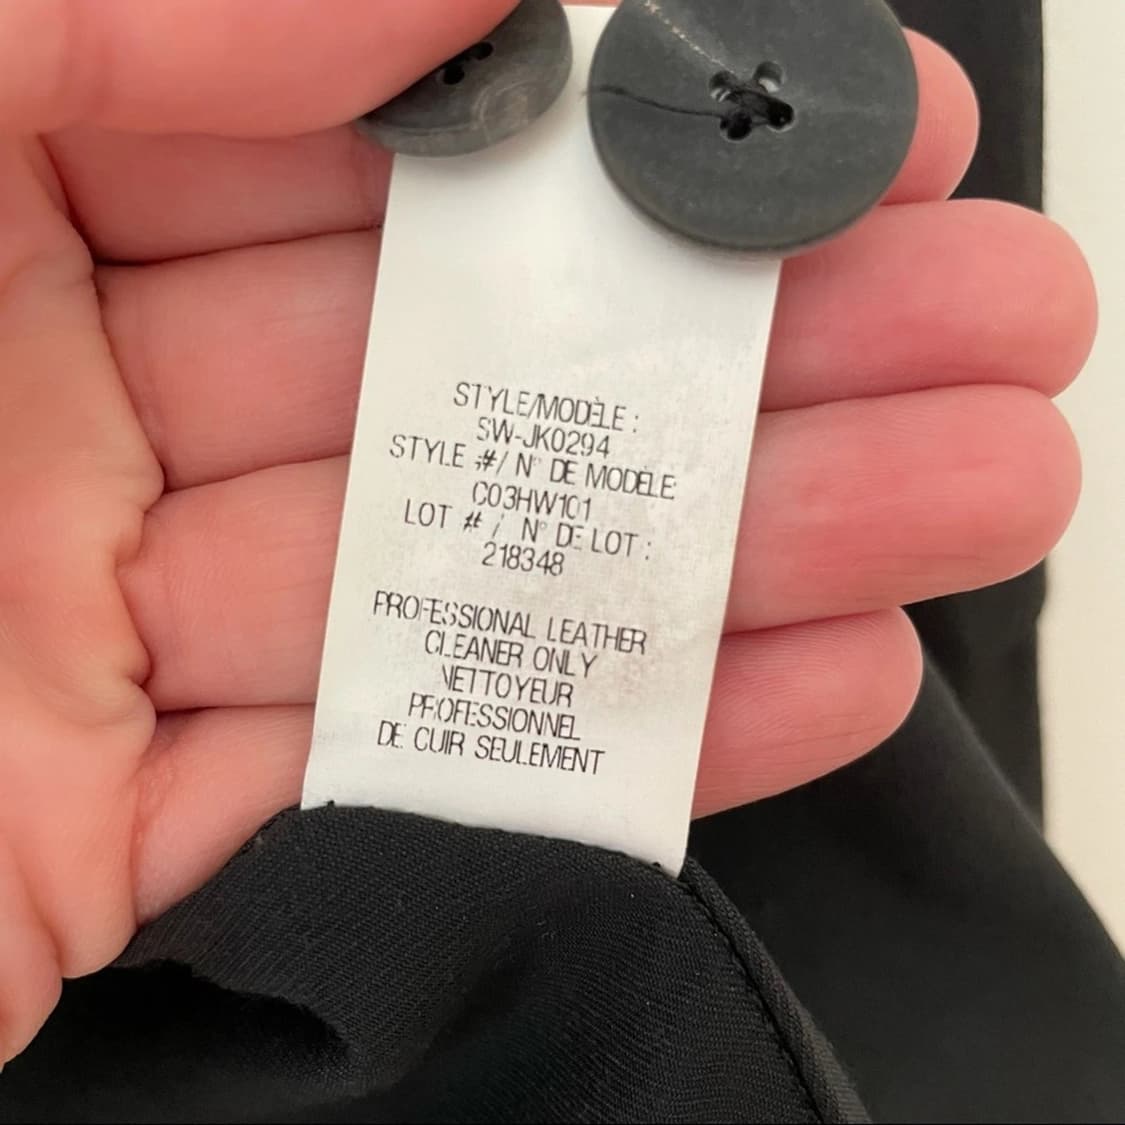 STYLE/MODÈLE :
SW-JK0294
STYLE #/ N° DE MODÈLE
C03HW101
LOT # / N° DE LOT :
218348
PROFESSIONAL LEATHER
CLEANER ONLY
NETTOYEUR
PROFESSIONNEL
DE CUIR SEULEMENT